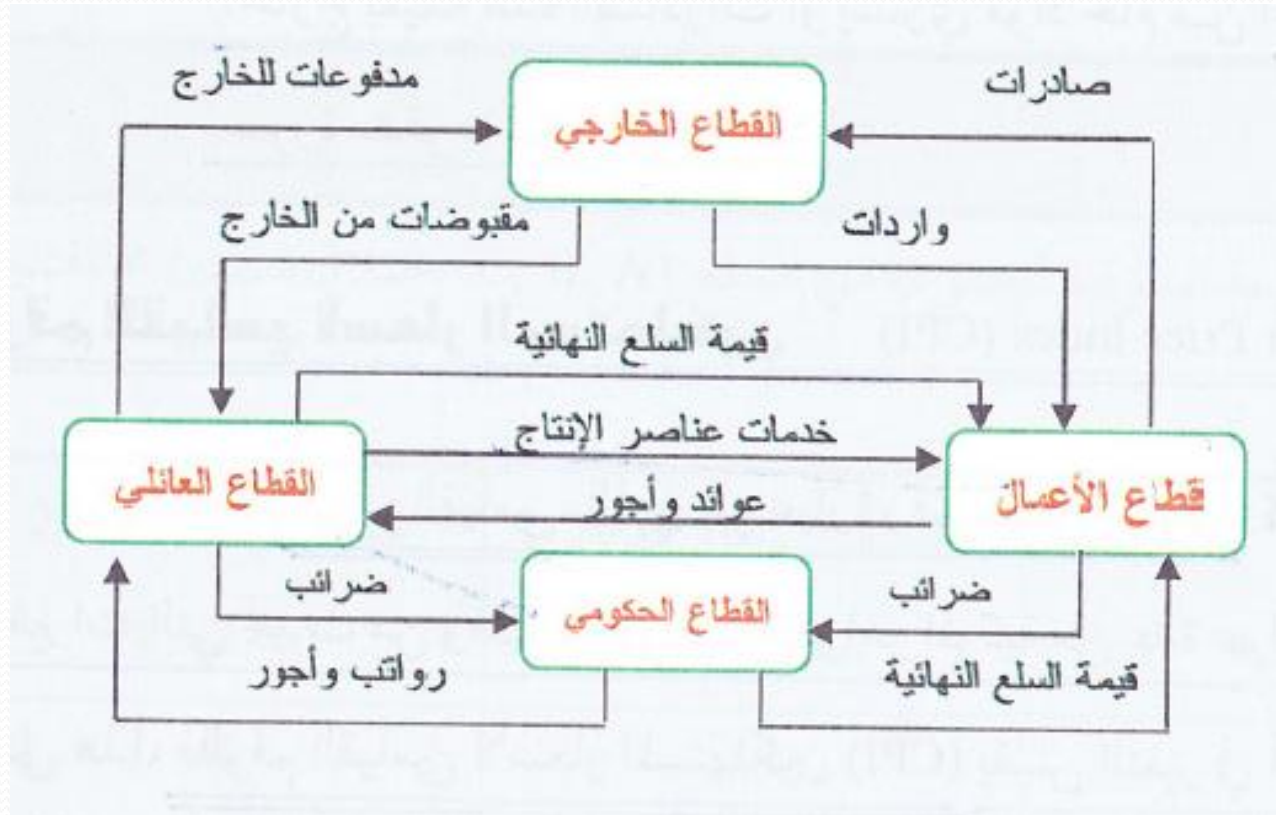 صادرات
مدفوعات للخارج
القطاع الخارجي
واردات
مقبوضات من الخارج
قيمة السلع النهائية
خدمات عناصر الإنتاج
قطاع الأعمال
القطاع العائلي
عوائد وأجور
ضرائب
القطاع الحكومي
ضرائب
قيمة السلع النهائية
رواتب وأجور